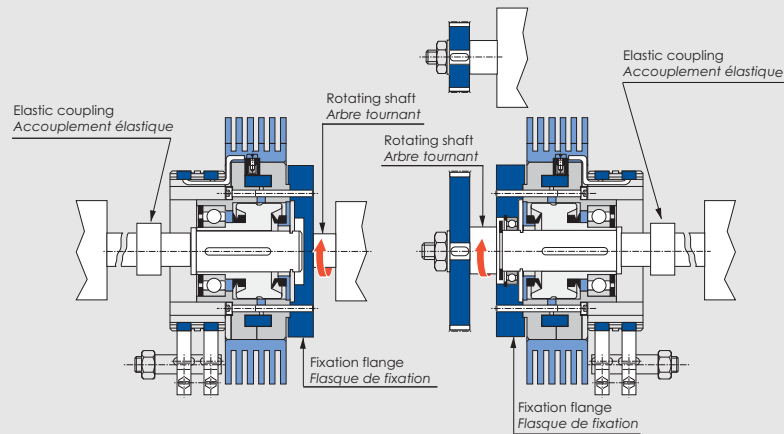 Elastic coupling
Accouplement élastique
Rotating shaft
Arbre tournant
Fixation flange
Flasque de fixation
Rotating shaft
Arbre tournant
Elastic coupling
Accouplement élastique
Fixation flange
Flasque de fixation